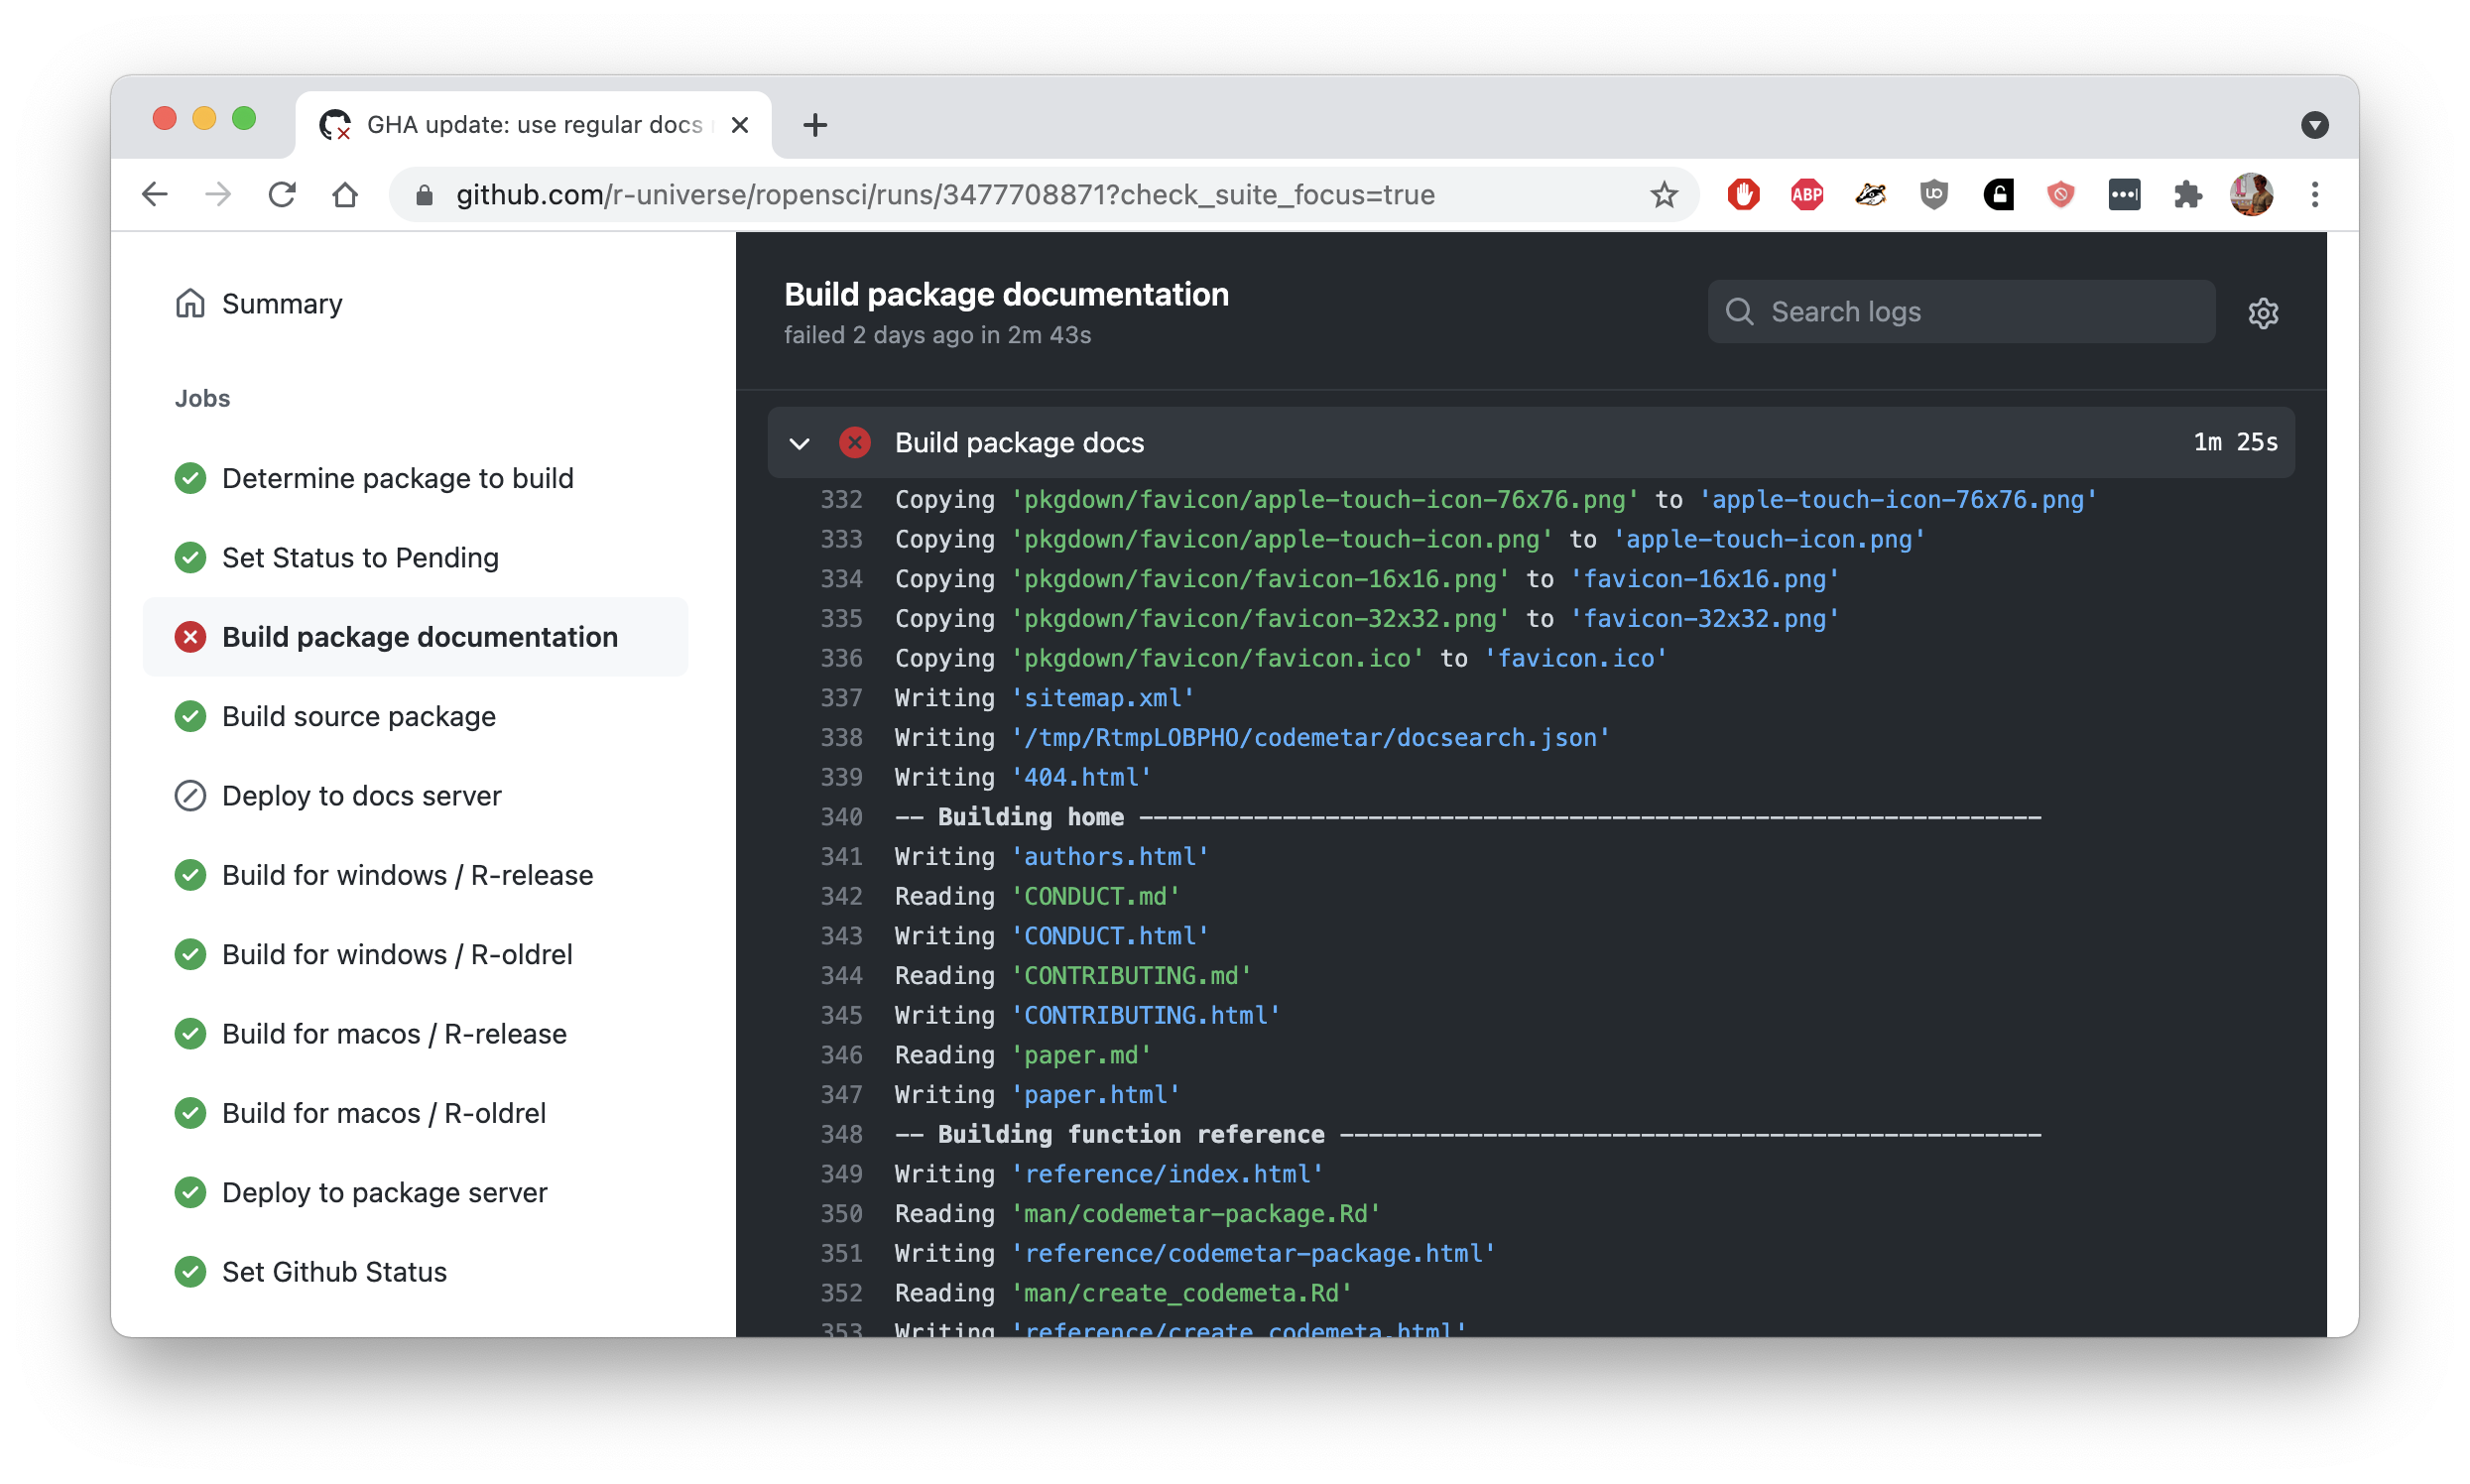 GHA update: use regular docs
github.com/r-universe/ropensci/runs/3477708871?check_suite_focus=true
ABP
Summary
Jobs
Determine package to build
Set Status to Pending
Build package documentation
Build source package
Deploy to docs server
Build for windows / R-release
Build for windows / R-oldrel
Build for macos / R-release
Build for macos / R-oldrel
Deploy to package server
Set Github Status
Build package documentation
failed 2 days ago in 2m 43s
Search logs
Build package docs 1m 25s
332 Copying 'pkgdown/favicon/apple-touch-icon-76x76.png' to 'apple-touch-icon-76x76.png'
333 Copying 'pkgdown/favicon/apple-touch-icon.png' to 'apple-touch-icon.png'
334 Copying 'pkgdown/favicon/favicon-16x16.png' to 'favicon-16x16.png'
335 Copying 'pkgdown/favicon/favicon-32x32.png' to 'favicon-32x32.png'
336 Copying 'pkgdown/favicon/favicon.ico' to 'favicon.ico'
337 Writing 'sitemap.xml'
338 Writing '/tmp/RtmpLOBPHO/codemetar/docsearch.json'
339 Writing '404.html'
340 -- Building home ---------------------------------------------------------------
341 Writing 'authors.html'
342 Reading 'CONDUCT.md'
343 Writing 'CONDUCT.html'
344 Reading 'CONTRIBUTING.md'
345 Writing 'CONTRIBUTING.html'
346 Reading 'paper.md'
347 Writing 'paper.html'
348 -- Building function reference -------------------------------------------------
349 Writing 'reference/index.html'
350 Reading 'man/codemetar-package.Rd'
351 Writing 'reference/codemetar-package.html'
352 Reading 'man/create_codemeta.Rd'
353 Writing 'reference/create_codemeta.html'